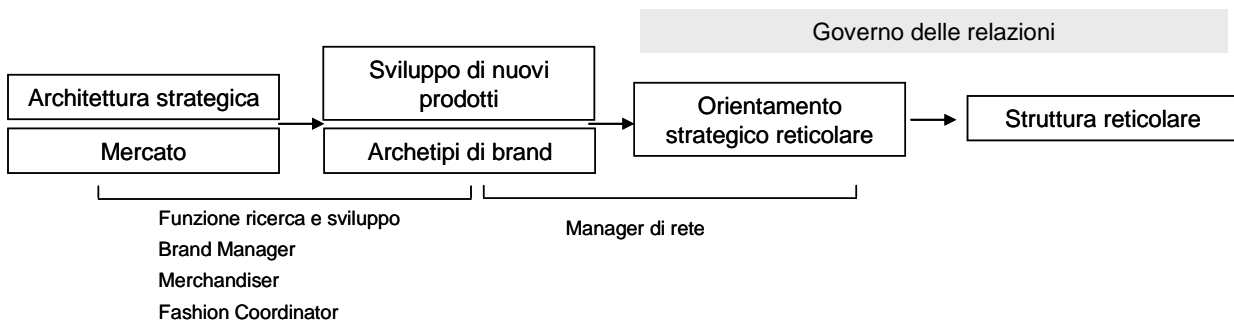 Governo delle relazioni
Architettura strategica
Mercato
Sviluppo di nuovi
prodotti
Archetipi di brand
Orientamento
strategico reticolare
Struttura reticolare
Funzione ricerca e sviluppo
Brand Manager
Merchandiser
Fashion Coordinator
Manager di rete